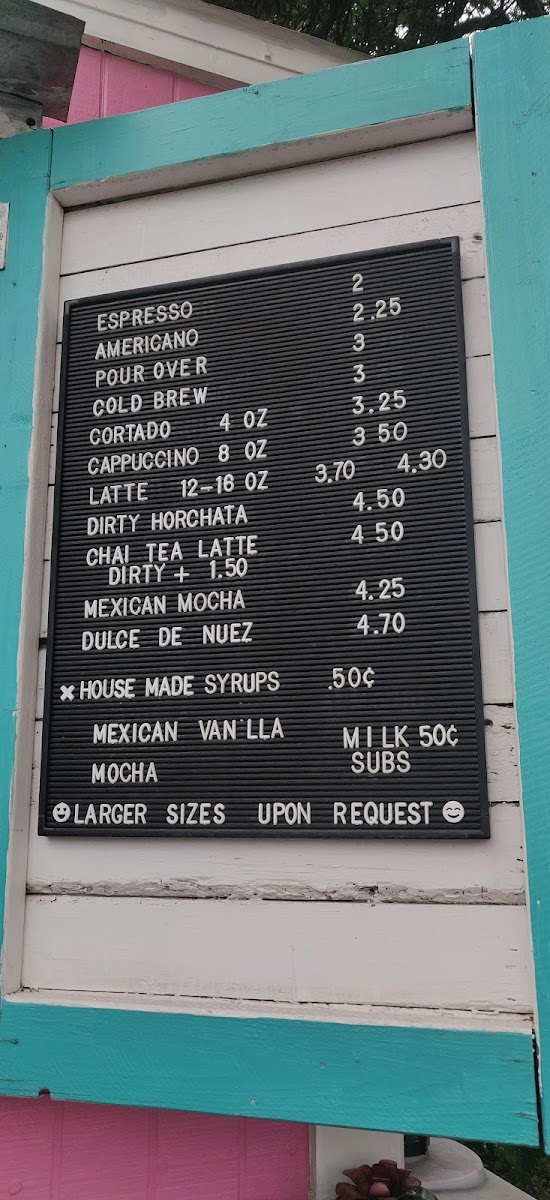 ESPRESSO 2
AMERICANO 2.25
POUR OVER 3
COLD BREW 3
CORTADO 4 OZ 3.25
CAPPUCCINO 8 OZ 3 50
LATTE 12-16 OZ 3.70 4.30
DIRTY HORCHATA 4.50
CHAI TEA LATTE 4 50
DIRTY + 1.50
MEXICAN MOCHA 4.25
DULCE DE NUEZ 4.70
HOUSE MADE SYRUPS .50¢
MEXICAN VAN LLA MILK 50¢
MOCHA SUBS
LARGER SIZES UPON REQUEST